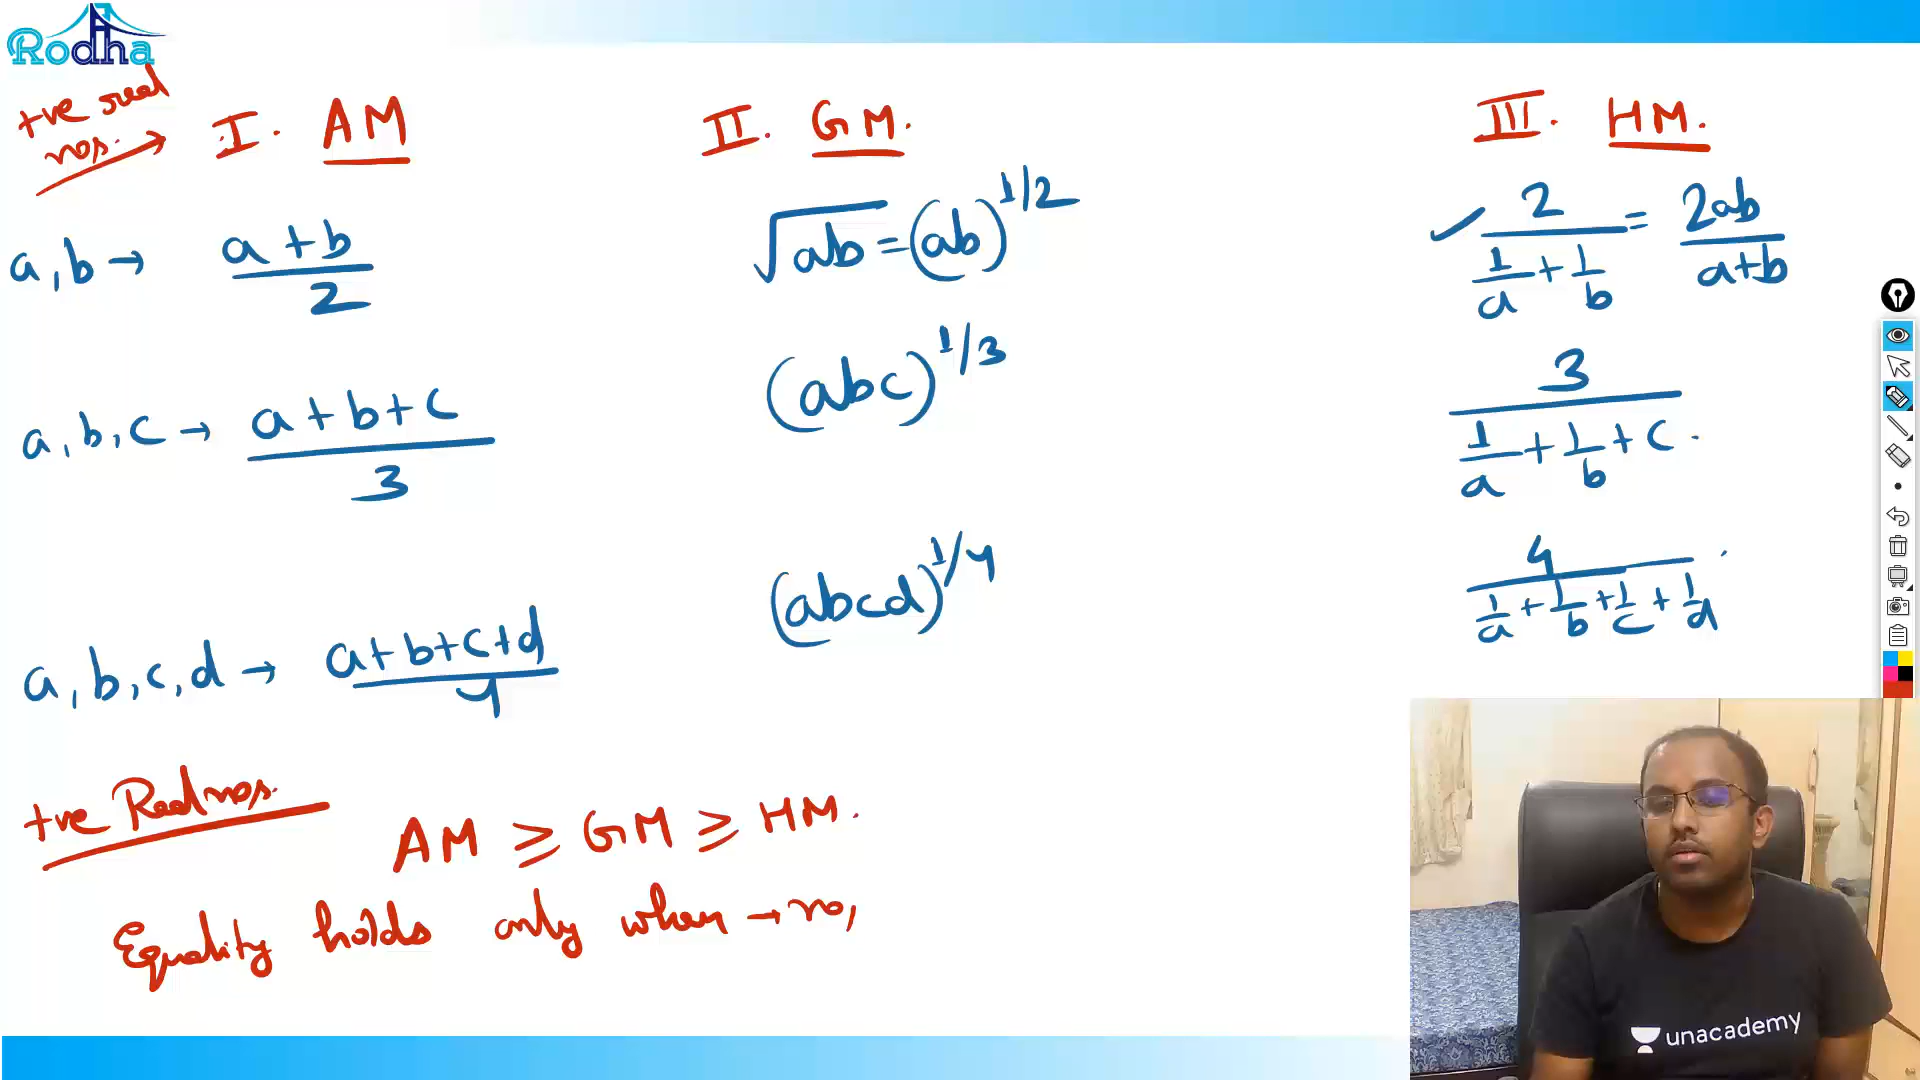 Rodha
+ve real nos. → I. AM II. GM. III. HM.
a, b → a + b / 2 √ab = (ab)^1/2 ✓ 2 / (1/a + 1/b) = 2ab / a+b
a, b, c → a + b + c / 3 (abc)^1/3 3 / (1/a + 1/b + c)
a, b, c, d → a+b+c+d / 4 (abcd)^1/4 4 / (1/a + 1/b + 1/c + 1/d)
+ve Real nos.
AM ≥ GM ≥ HM.
Equality holds only when → no,
unacademy